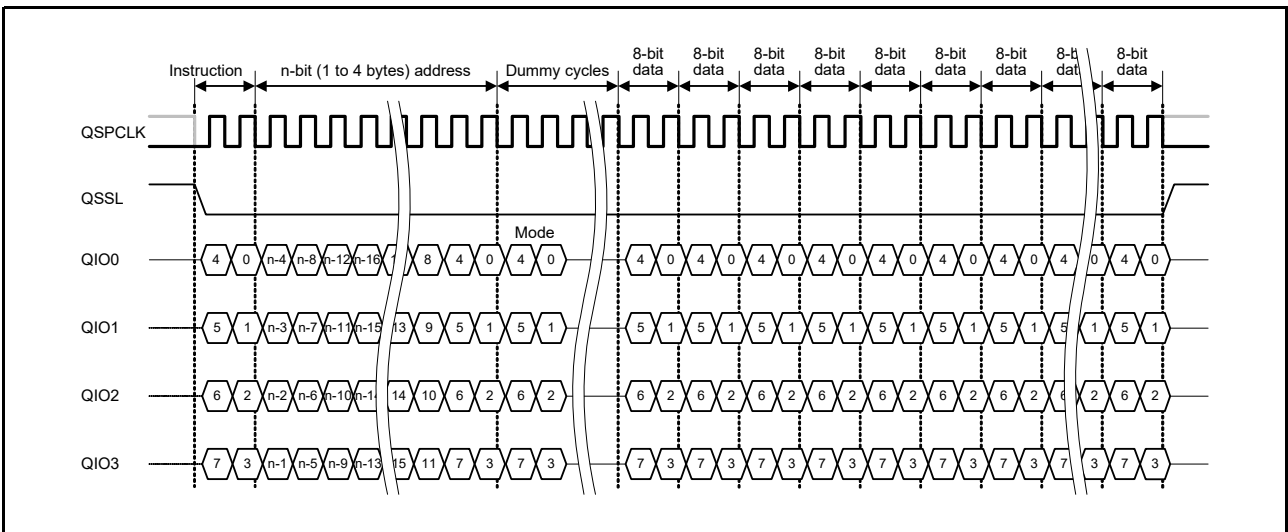 8-bit data 8-bit data 8-bit data 8-bit data 8-bit data 8-bit data 8-bit data 8-bit 8-bit data
Instruction n-bit (1 to 4 bytes) address Dummy cycles
QSPCLK
QSSL
Mode
QIO0 4 0 n-4 n-8 n-12 n-16 8 4 0 4 0 4 0 4 0 4 0 4 0 4 0 4 0 4 0 4 0 4 0
QIO1 5 1 n-3 n-7 n-11 n-15 13 9 5 1 5 1 5 1 5 1 5 1 5 1 5 1 5 1 5 1 5 1 5 1
QIO2 6 2 n-2 n-6 n-10 n-14 14 10 6 2 6 2 6 2 6 2 6 2 6 2 6 2 6 2 6 2 6 2 6 2
QIO3 7 3 n-1 n-5 n-9 n-13 15 11 7 3 7 3 7 3 7 3 7 3 7 3 7 3 7 3 7 3 7 3 7 3